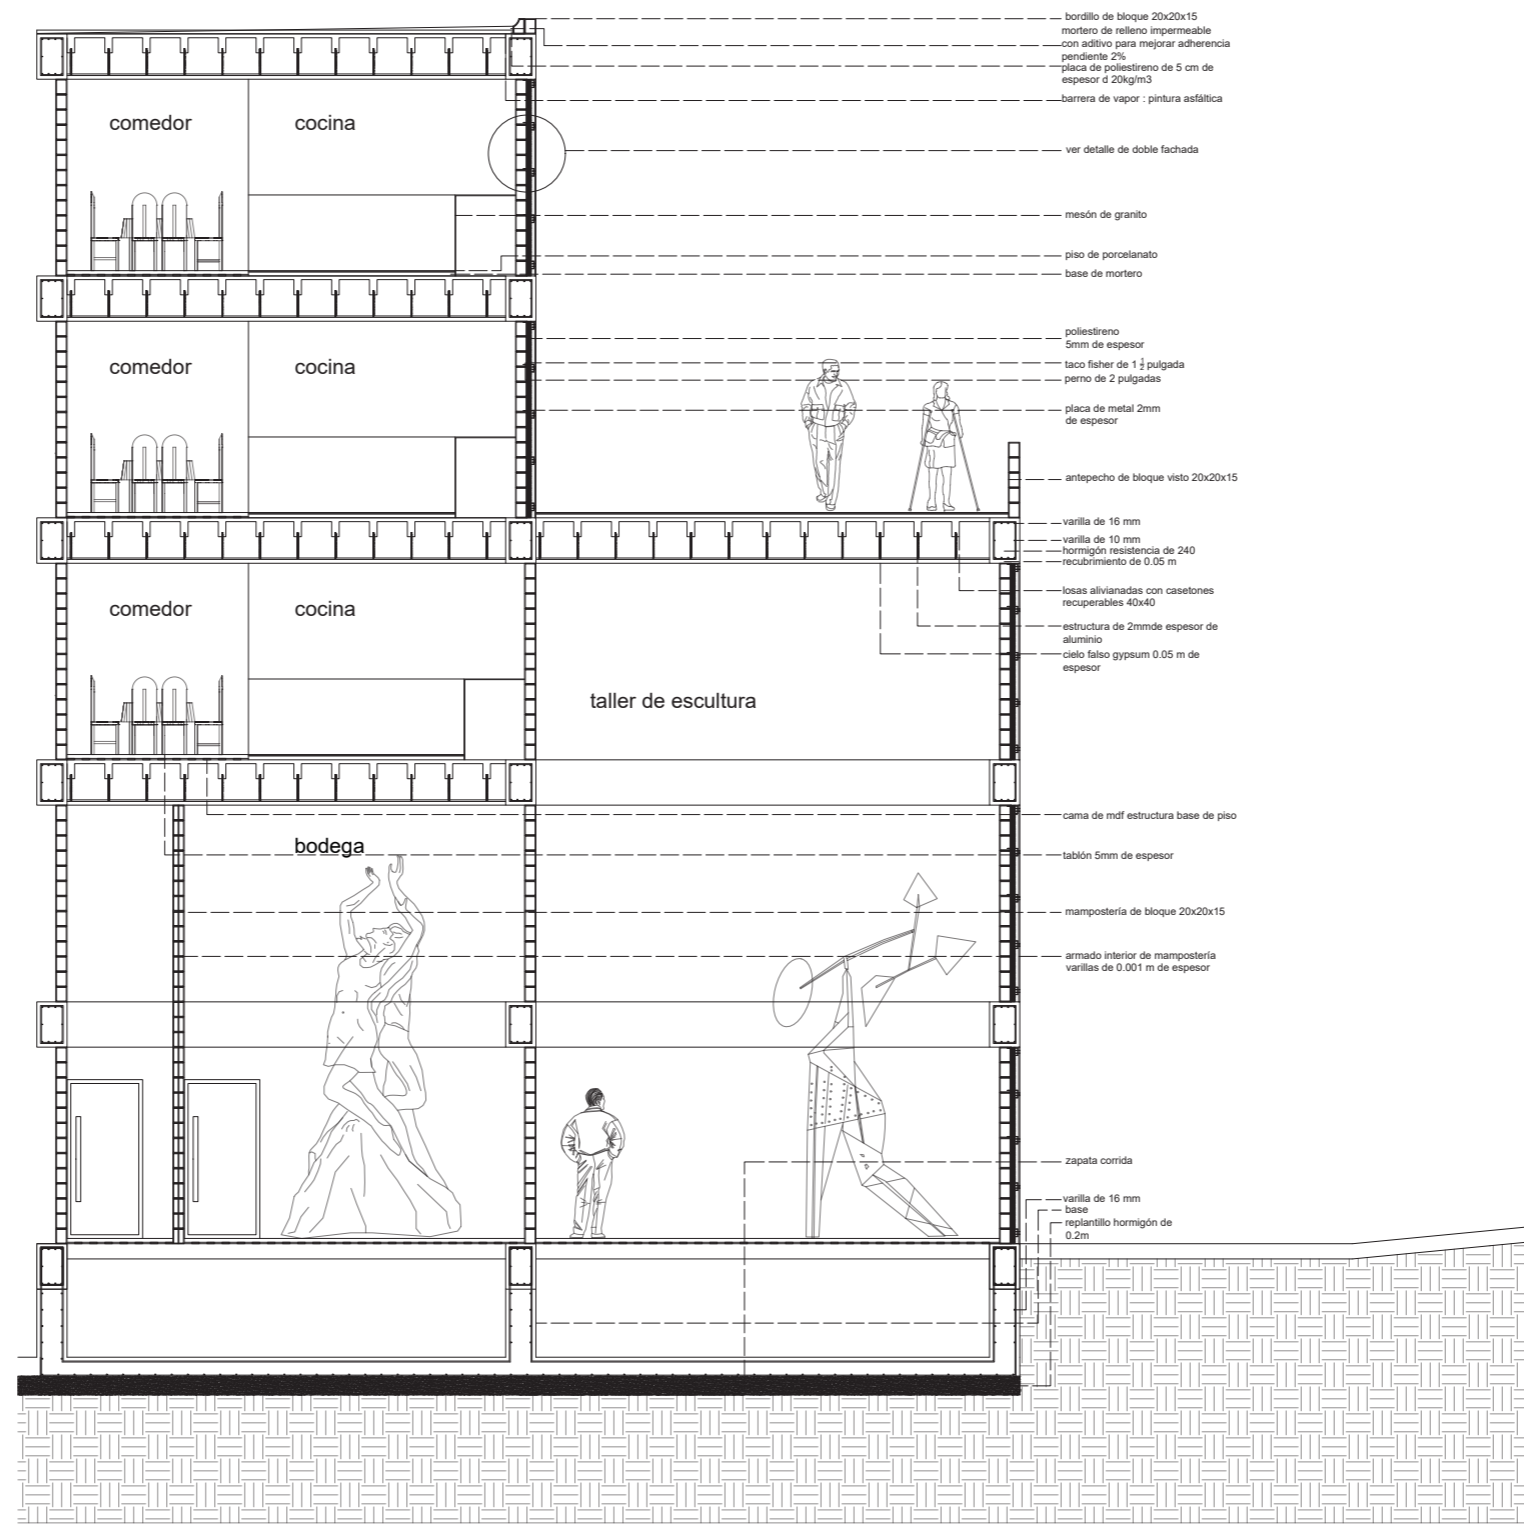 bordillo de bloque 20x20x15
mortero de relleno impermeable
con aditivo para mejorar adherencia
pendiente 2%
placa de poliestireno de 5 cm de
espesor d 20kg/m3
barrera de vapor : pintura asfáltica
comedor
cocina
ver detalle de doble fachada
mesón de granito
piso de porcelanato
base de mortero
poliestireno
5mm de espesor
comedor
cocina
taco fisher de 1 ½ pulgada
perno de 2 pulgadas
placa de metal 2mm
de espesor
antepecho de bloque visto 20x20x15
varilla de 16 mm
varilla de 10 mm
hormigón resistencia de 240
recubrimiento de 0.05 m
losas alivianadas con casetones
recuperables 40x40
comedor
cocina
estructura de 2mmde espesor de
aluminio
cielo falso gypsum 0.05 m de
espesor
taller de escultura
cama de mdf estructura base de piso
bodega
tablón 5mm de espesor
mampostería de bloque 20x20x15
armado interior de mampostería
varillas de 0.001 m de espesor
zapata corrida
varilla de 16 mm
base
replantillo hormigón de
0.2m